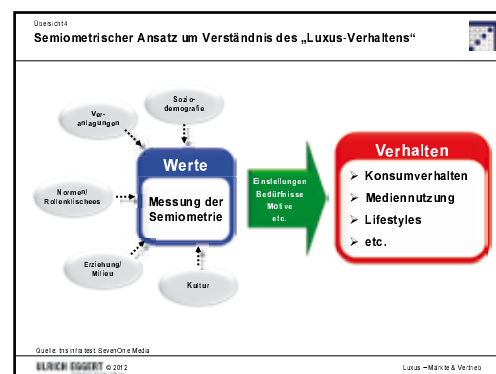 Übersicht 4
Semiometrischer Ansatz um Verständnis des „Luxus-Verhaltens“
Sozio-
demografie
Ver-
anlagungen
Normen/
Rollenklischees
Erziehung/
Milieu
Kultur
Werte
Messung der
Semiometrie
Einstellungen
Bedürfnisse
Motive
etc.
Verhalten
➢ Konsumverhalten
➢ Mediennutzung
➢ Lifestyles
➢ etc.
Quelle: tns infratest. SevenOne Media
ULRICH EGGERT © 2012
Luxus – Märkte & Vertrieb